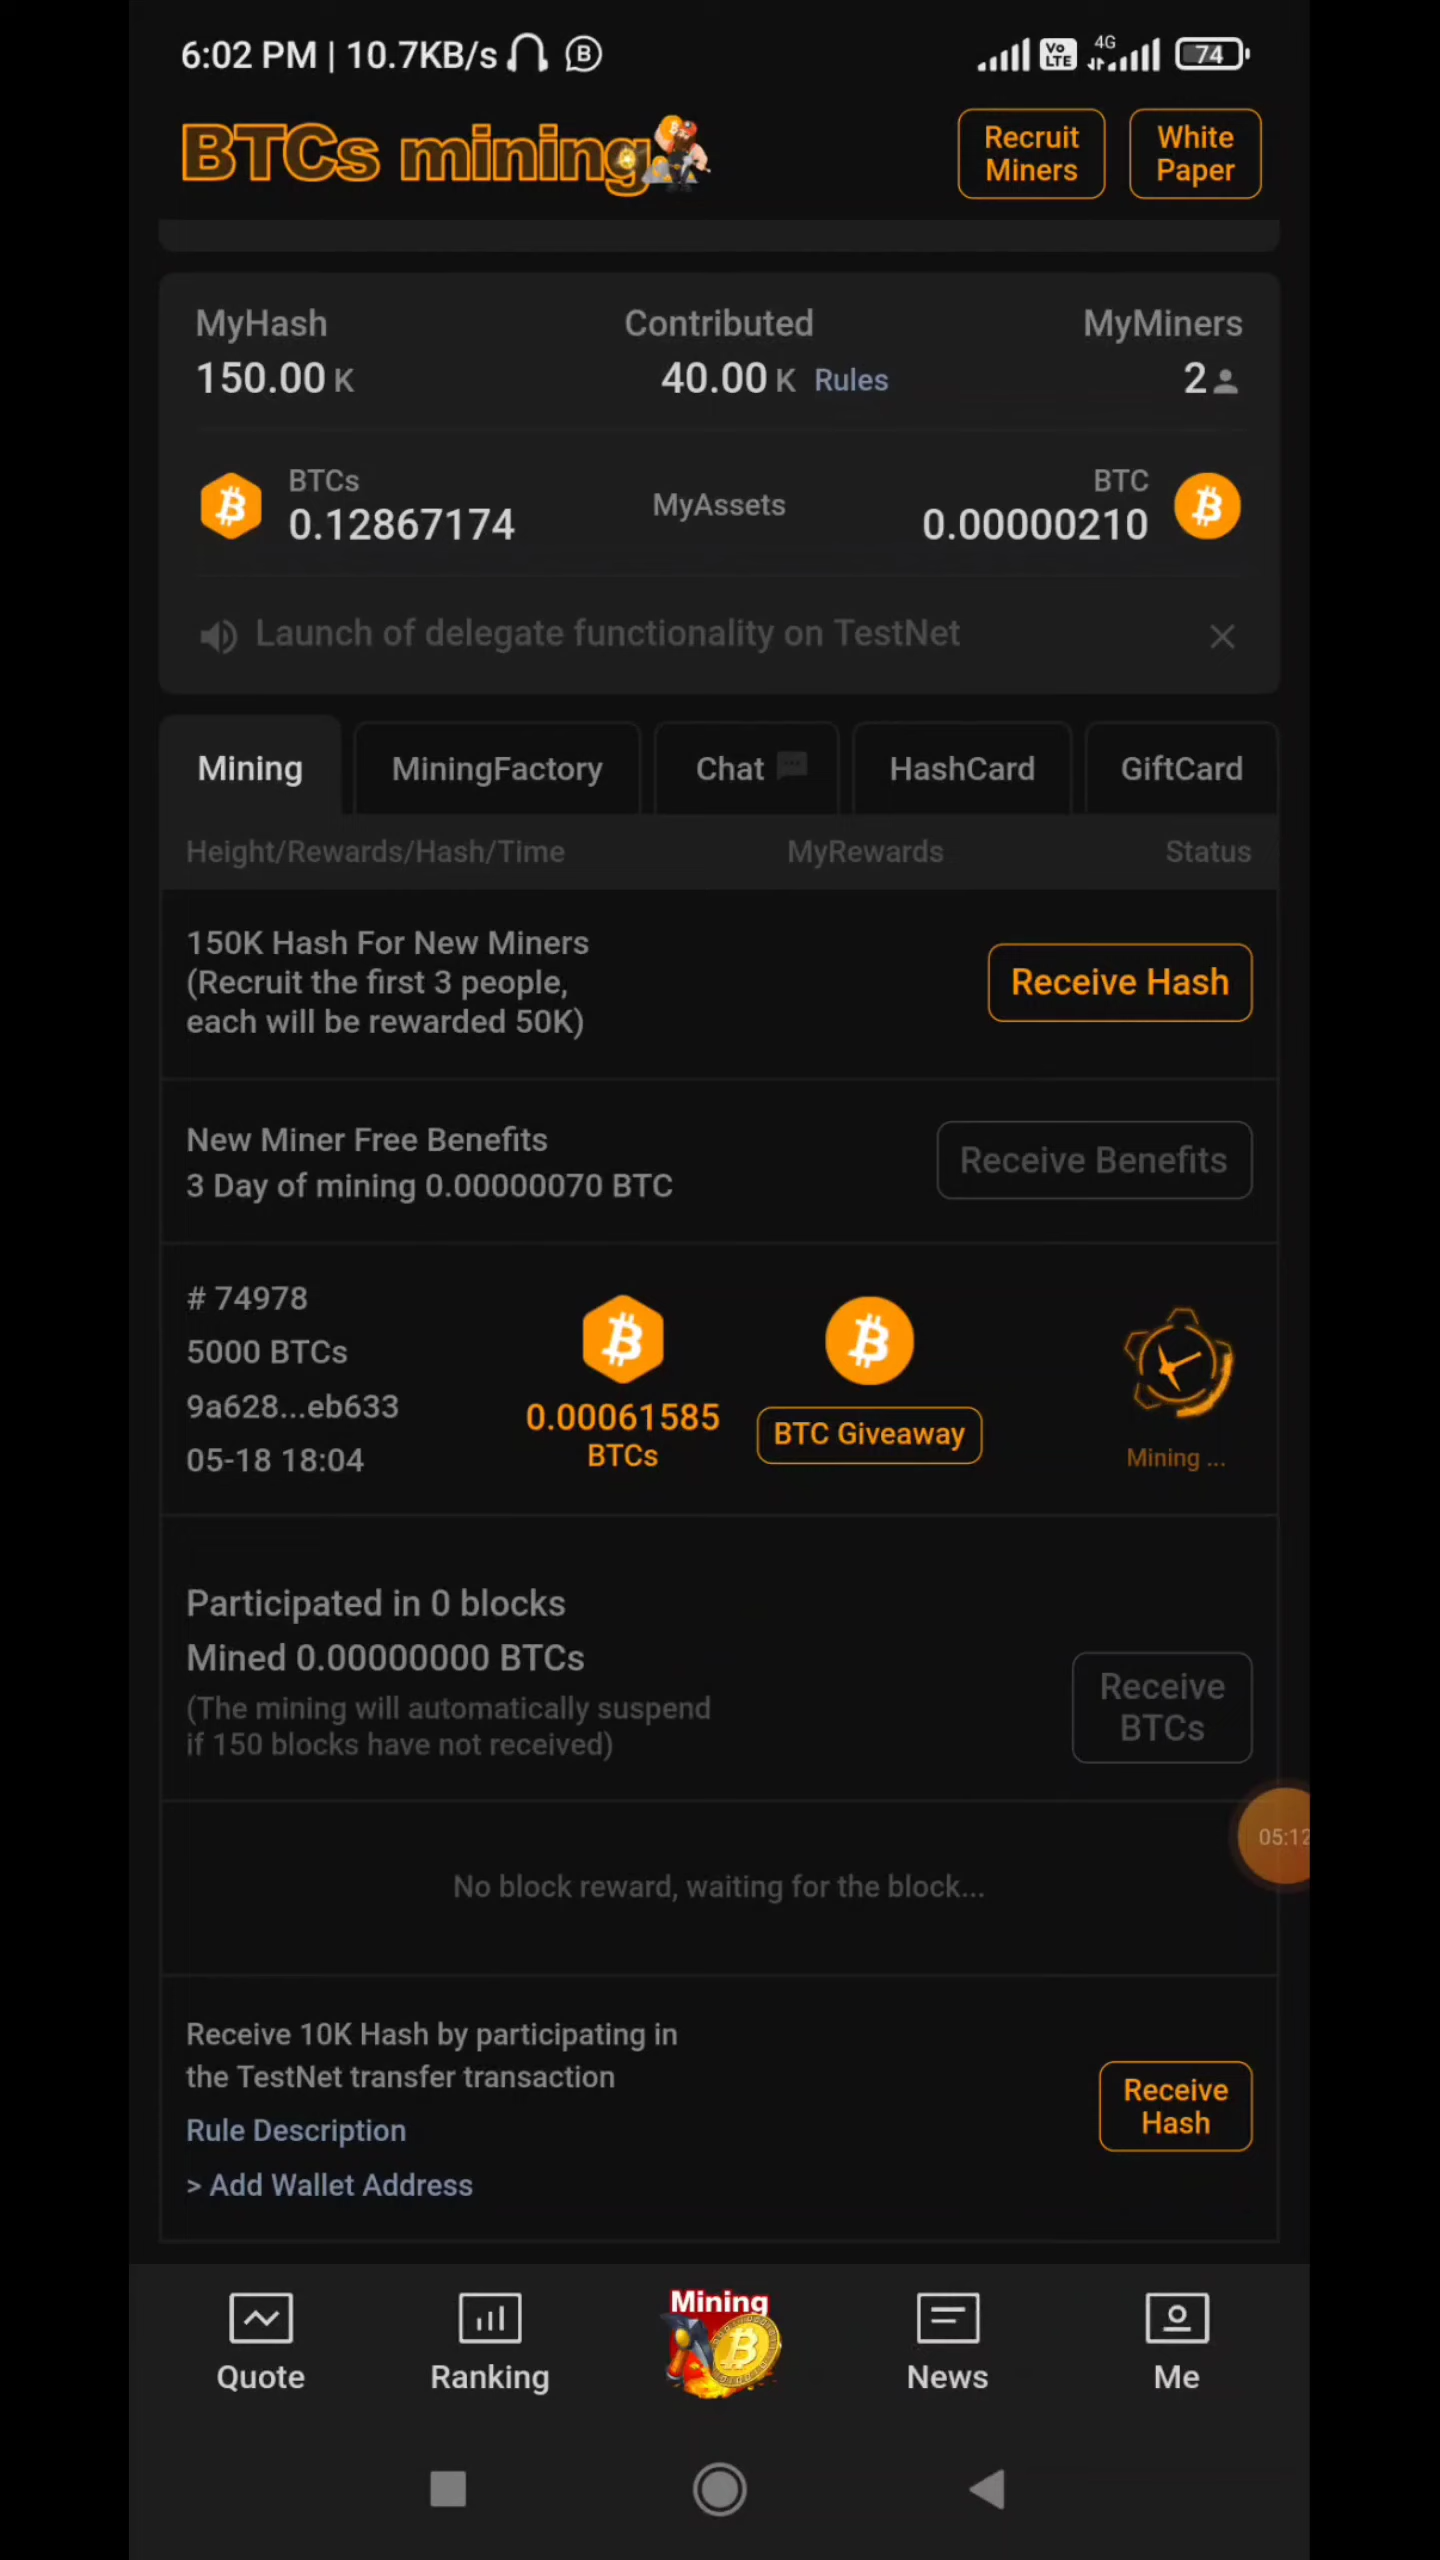 6:02 PM | 10.7KB/s B Vo LTE 4G 74
BTCs mining
Recruit
Miners
White
Paper
MyHash Contributed MyMiners
150.00 K 40.00 K Rules 2
BTCs MyAssets BTC
0.12867174 0.00000210
Launch of delegate functionality on TestNet
Mining MiningFactory Chat HashCard GiftCard
Height/Rewards/Hash/Time MyRewards Status
150K Hash For New Miners
(Recruit the first 3 people,
each will be rewarded 50K)
Receive Hash
New Miner Free Benefits
3 Day of mining 0.00000070 BTC
Receive Benefits
# 74978
5000 BTCs
9a628...eb633
05-18 18:04
0.00061585
BTCs
BTC Giveaway
Mining ...
Participated in 0 blocks
Mined 0.00000000 BTCs
(The mining will automatically suspend
if 150 blocks have not received)
Receive
BTCs
05:12
No block reward, waiting for the block...
Receive 10K Hash by participating in
the TestNet transfer transaction
Rule Description
> Add Wallet Address
Receive
Hash
Mining
Quote Ranking News Me